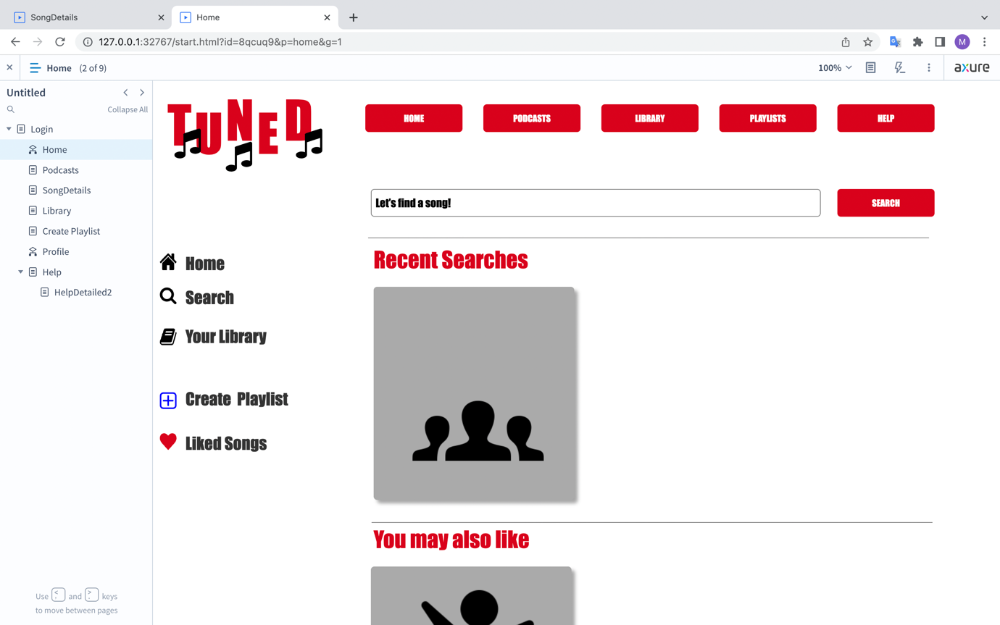 SongDetails
Home
127.0.0.1:32767/start.html?id=8qcuq9&p=home&g=1
M
Home (2 of 9)
100%
axure
Untitled
Collapse All
Login
Home
Podcasts
SongDetails
Library
Create Playlist
Profile
Help
HelpDetailed2
Use < , and > . keys
to move between pages
TUNED
HOME
PODCASTS
LIBRARY
PLAYLISTS
HELP
Let's find a song!
SEARCH
Home
Search
Your Library
Create Playlist
Liked Songs
Recent Searches
You may also like